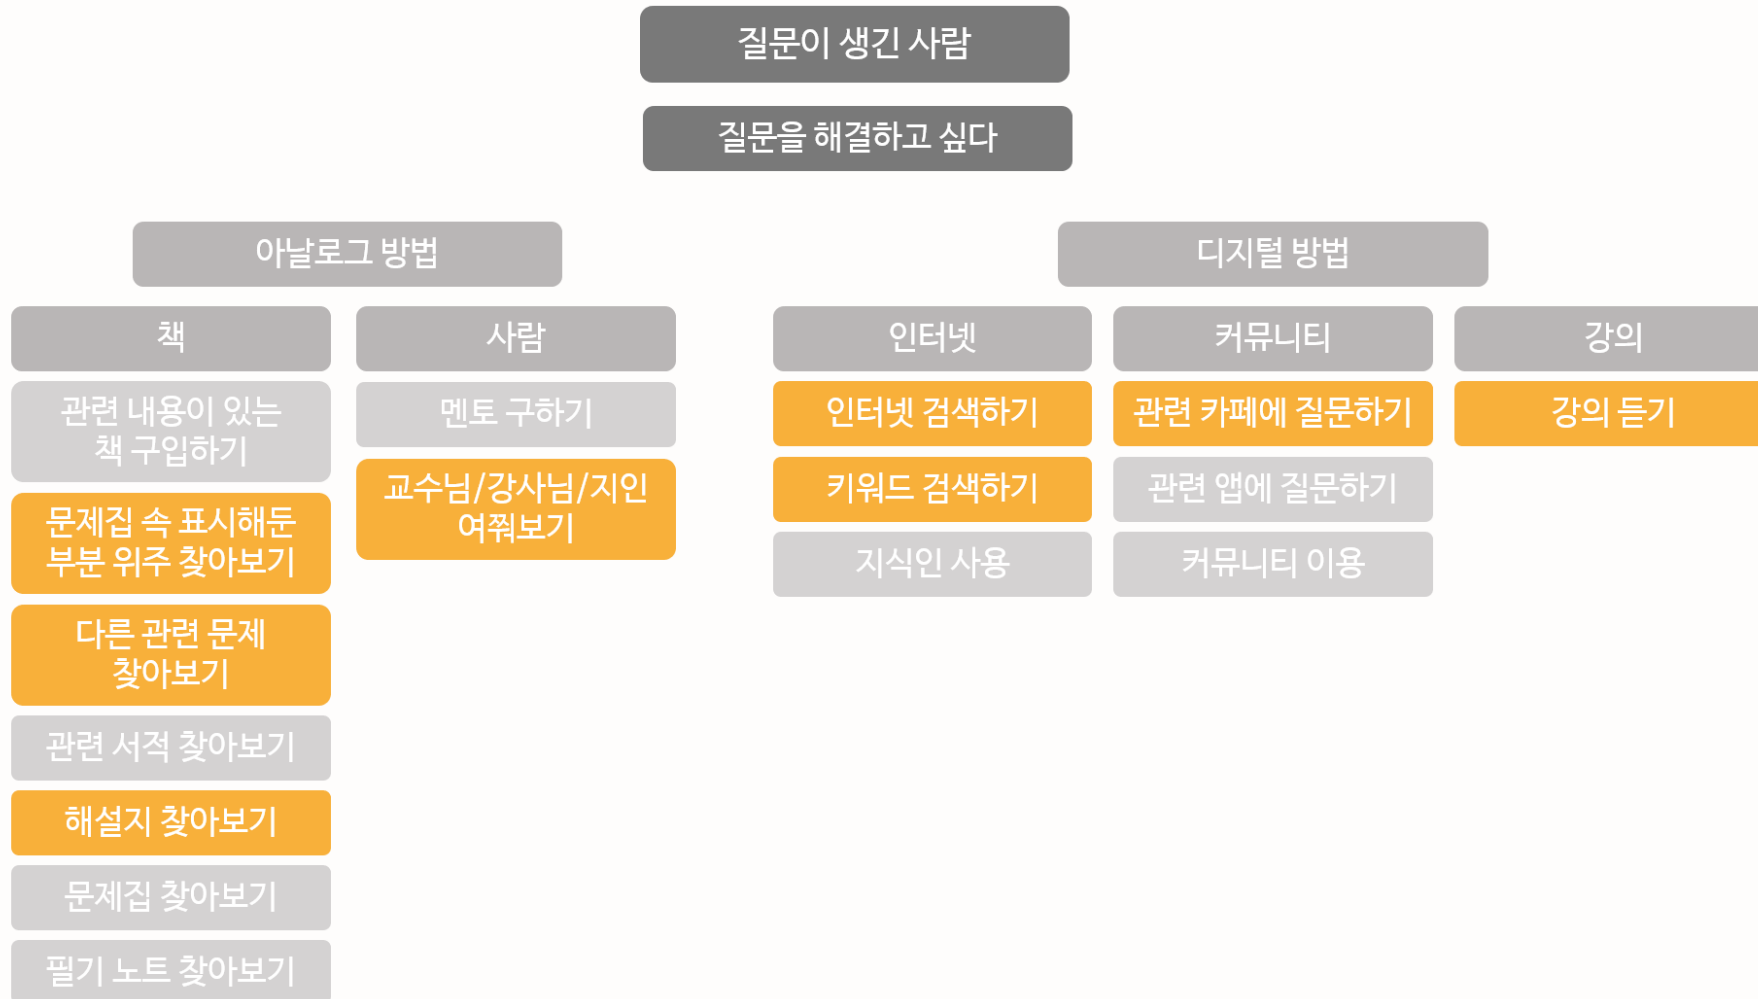 질문이 생긴 사람
질문을 해결하고 싶다
아날로그 방법
디지털 방법
책
사람
인터넷
커뮤니티
강의
관련 내용이 있는
책 구입하기
문제집 속 표시해둔
부분 위주 찾아보기
다른 관련 문제
찾아보기
관련 서적 찾아보기
해설지 찾아보기
문제집 찾아보기
필기 노트 찾아보기
멘토 구하기
교수님/강사님/지인
여쭤보기
인터넷 검색하기
키워드 검색하기
지식인 사용
관련 카페에 질문하기
관련 앱에 질문하기
커뮤니티 이용
강의 듣기